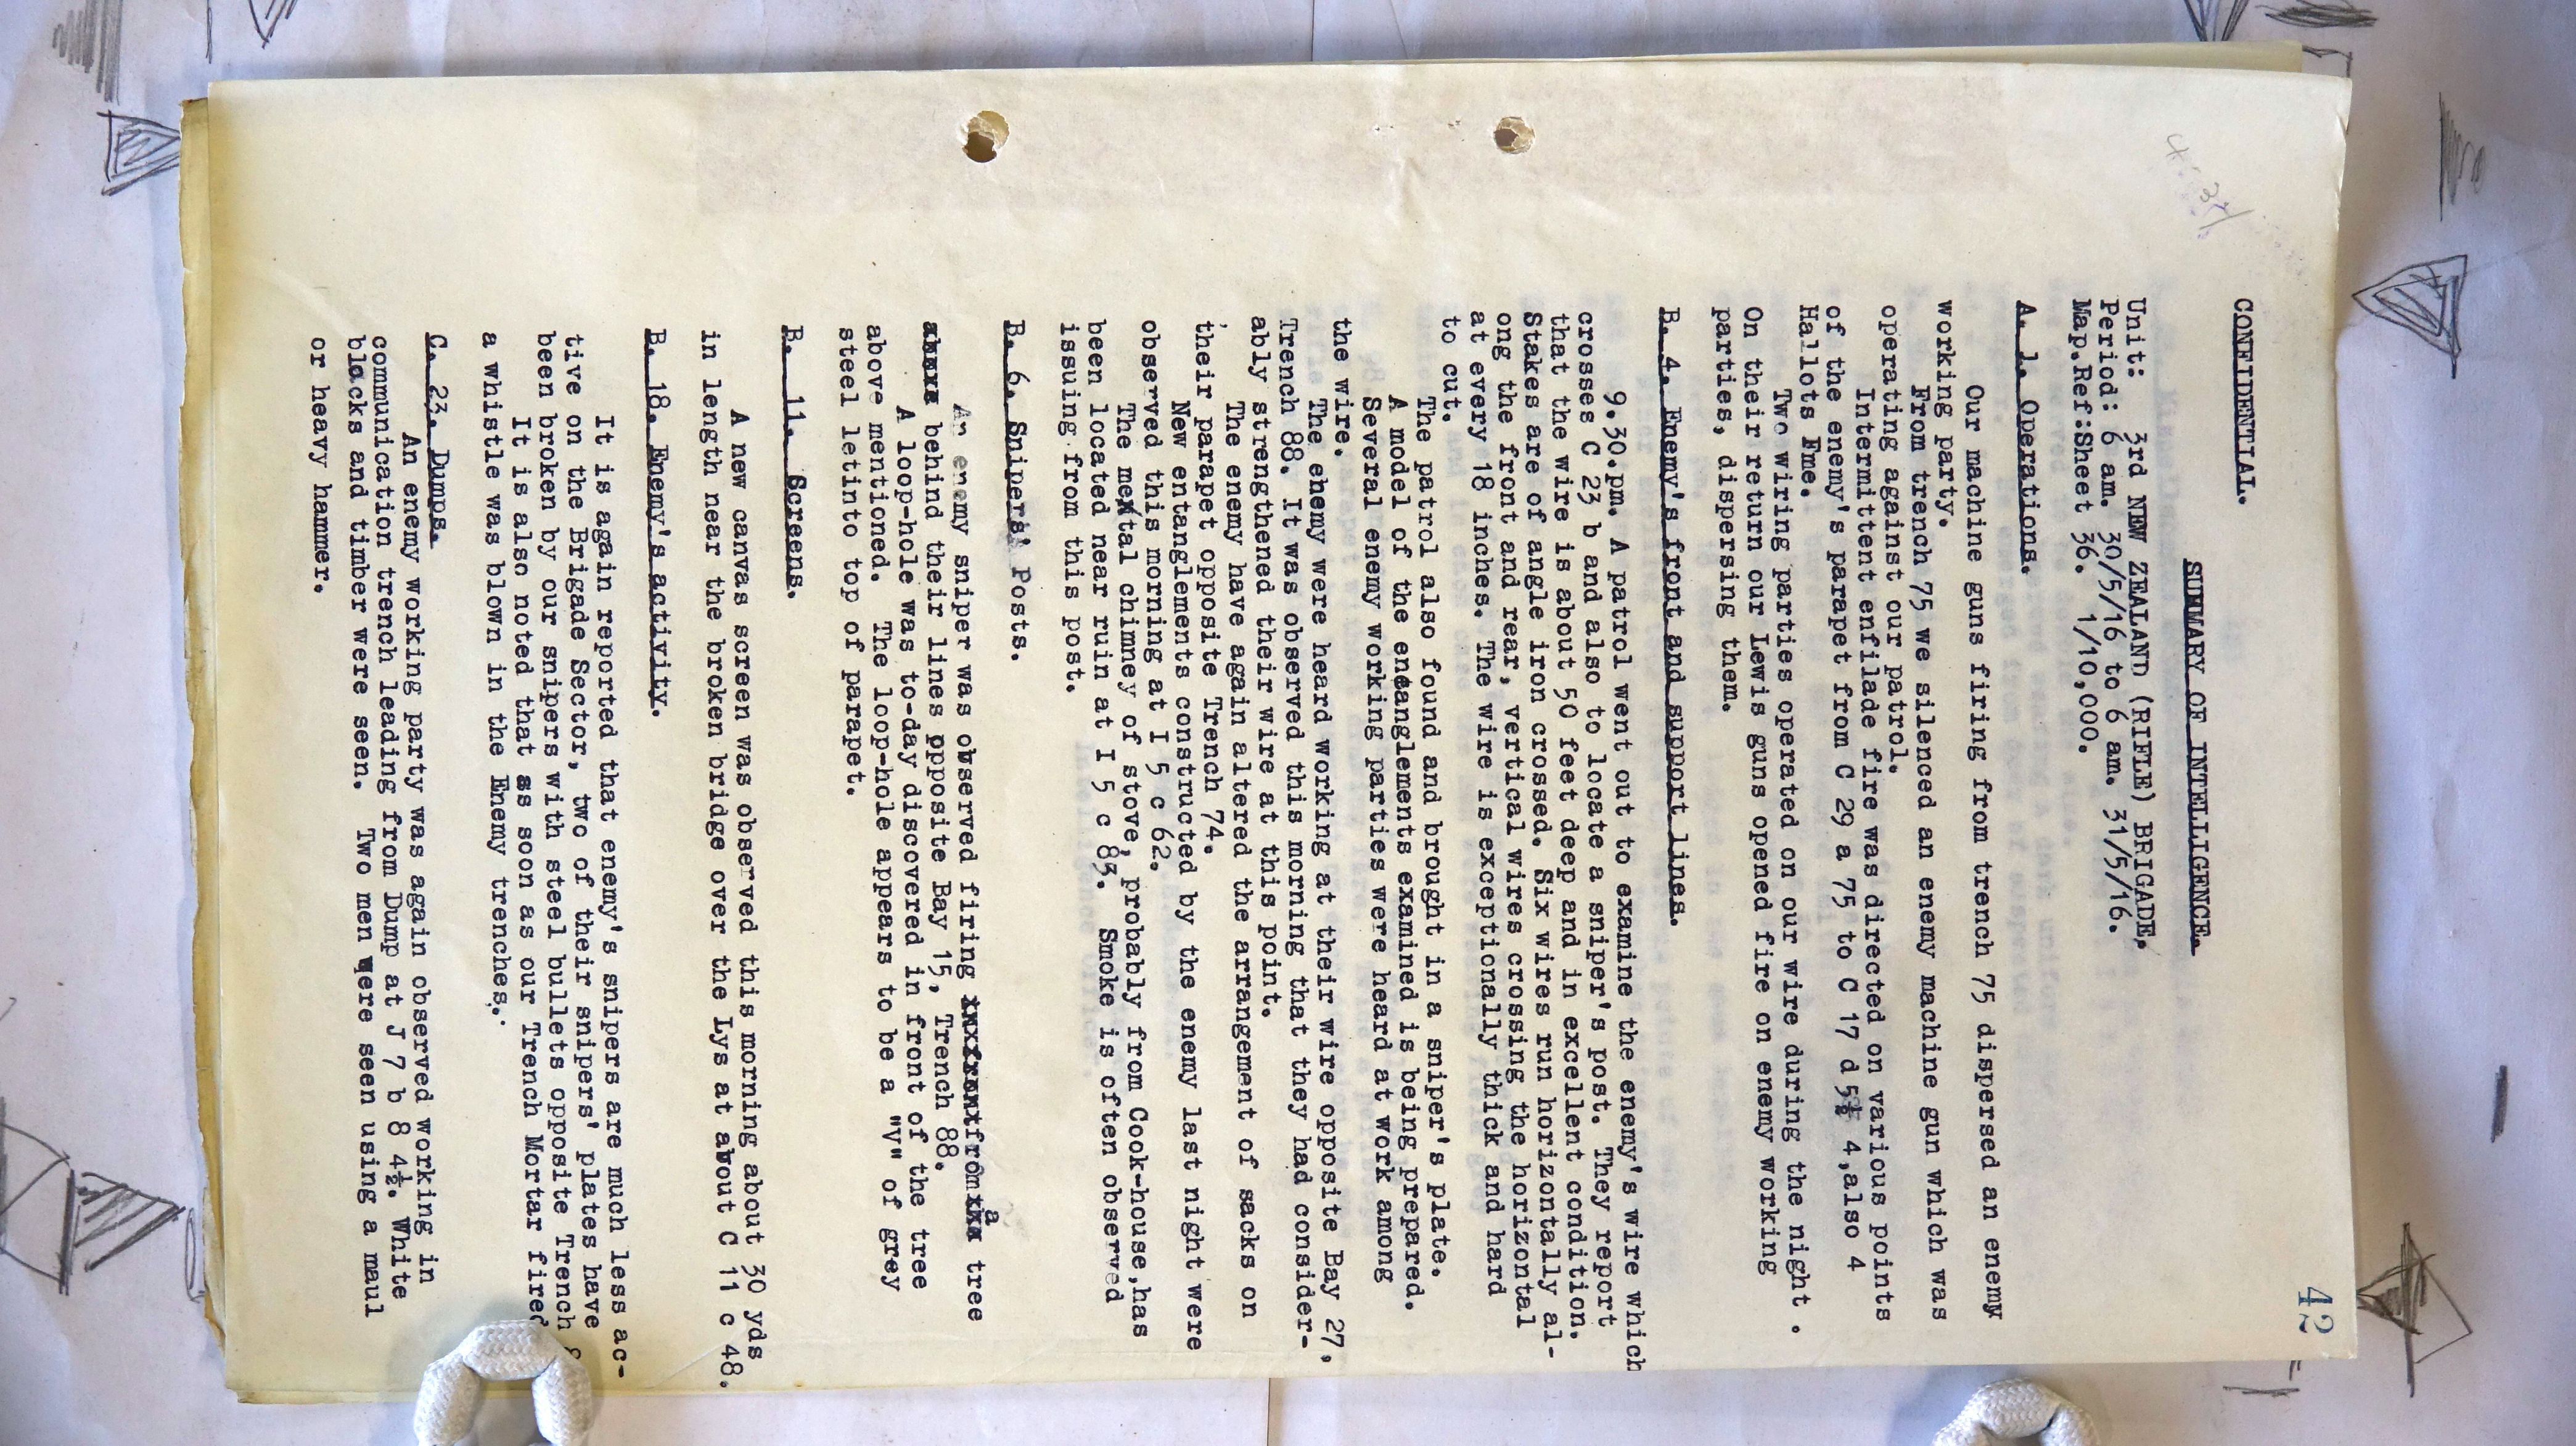 42
CONFIDENTIAL.
SUMMARY OF INTELLIGENCE.
Unit: 3rd NEW ZEALAND (RIFLE) BRIGADE,
Period: 6 am. 30/5/16 to 6 am. 31/5/16.
Map.Ref:Sheet 36. 1/10,000.
A. 1. Operations.
Our machine guns firing from trench 75 dispersed an enemy
working party.
From trench 75 we silenced an enemy machine gun which was
operating against our patrol.
Intermittent enfilade fire was directed on various points
of the enemy's parapet from C 29 a 75 to C 17 d 5½ 4,also 4
Hallots Fme.
Two wiring parties operated on our wire during the night .
On their return our Lewis guns opened fire on enemy working
parties, dispersing them.
B. 4. Enemy's front and support lines.
9.30.pm. A patrol went out to examine the enemy's wire which
crosses C 23 b and also to locate a sniper's post. They report
that the wire is about 50 feet deep and in excellent condition.
Stakes are of angle iron crossed. Six wires run horizontally al-
ong the front and rear, vertical wires crossing the horizontal
at every 18 inches. The wire is exceptionally thick and hard
to cut.
The patrol also found and brought in a sniper's plate.
A model of the entanglements examined is being prepared.
Several enemy working parties were heard at work among
the wire.
The enemy were heard working at their wire opposite Bay 27,
Trench 88. It was observed this morning that they had consider-
ably strengthened their wire at this point.
The enemy have again altered the arrangement of sacks on
their parapet opposite Trench 74.
New entanglements constructed by the enemy last night were
observed this morning at I 5 c 62.
The metal chimney of stove, probably from Cook-house,has
been located near ruin at I 5 c 83. Smoke is often observed
issuing from this post.
B. 6. Snipers' Posts.
An enemy sniper was observed firing from a tree
behind their lines opposite Bay 15, Trench 88.
A loop-hole was to-day discovered in front of the tree
above mentioned. The loop-hole appears to be a "V" of grey
steel letinto top of parapet.
B. 11. Screens.
A new canvas screen was observed this morning about 30 yds
in length near the broken bridge over the Lys at about C 11 c 48.
B. 18. Enemy's activity.
It is again reported that enemy's snipers are much less ac-
tive on the Brigade Sector, two of their snipers' plates have
been broken by our snipers with steel bullets opposite Trench
It is also noted that as soon as our Trench Mortar fired
a whistle was blown in the Enemy trenches.
C. 23. Dumps.
An enemy working party was again observed working in
communication trench leading from Dump at J 7 b 8 4½. White
blocks and timber were seen. Two men were seen using a maul
or heavy hammer.